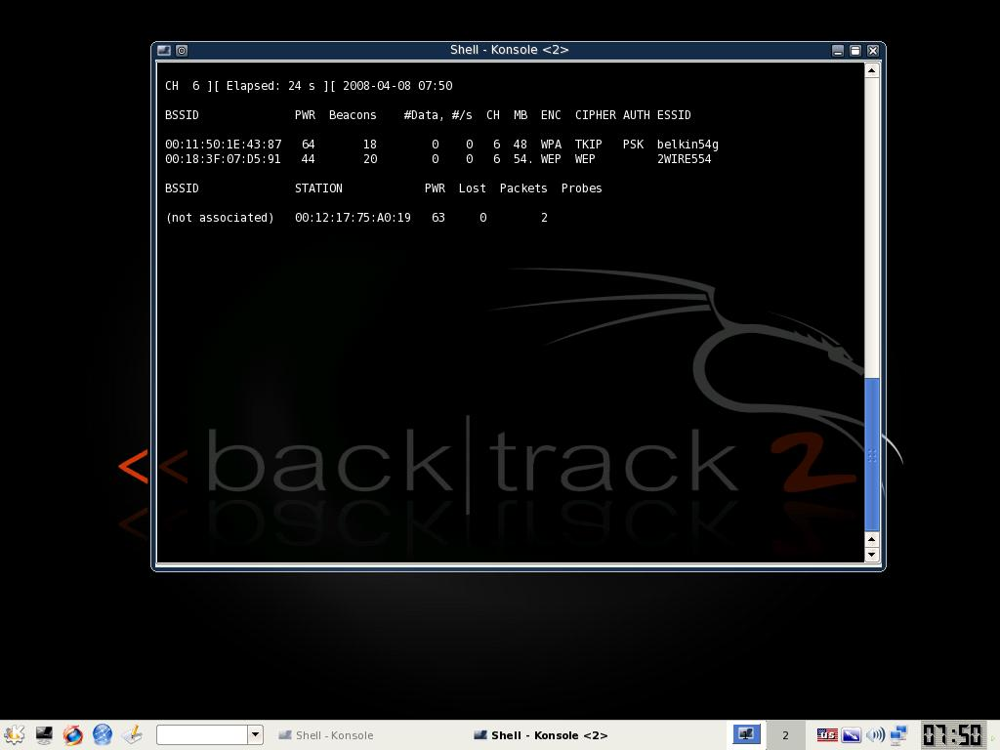 Shell - Konsole <2>
CH  6 ][ Elapsed: 24 s ][ 2008-04-08 07:50
BSSID              PWR  Beacons    #Data, #/s  CH  MB  ENC  CIPHER AUTH ESSID
00:11:50:1E:43:87   64       18        0    0   6  48  WPA  TKIP   PSK  belkin54g
00:18:3F:07:D5:91   44       20        0    0   6  54. WEP  WEP         2WIRE554
BSSID              STATION            PWR  Lost  Packets  Probes
(not associated)   00:12:17:75:A0:19   63     0        2
<< back|track 2
Shell - Konsole
Shell - Konsole <2>
2
US
07:50